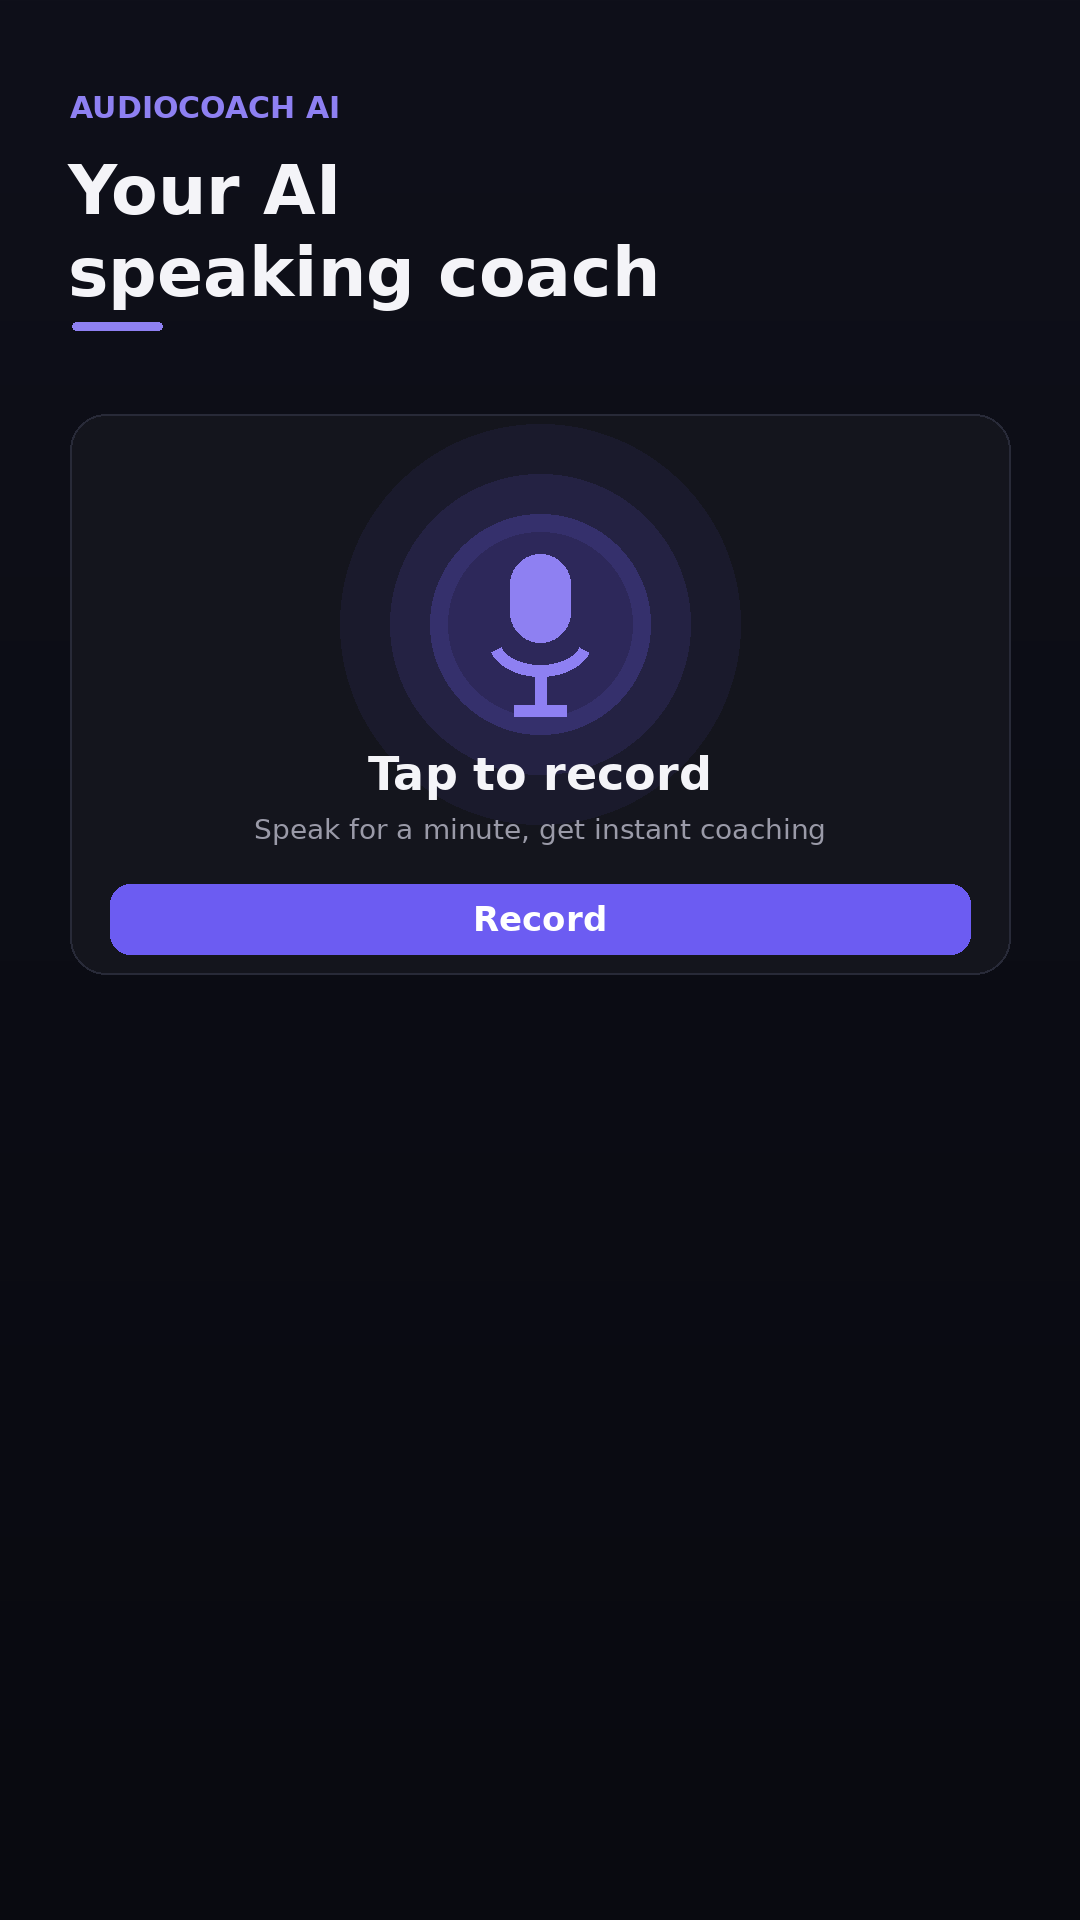 AUDIOCOACH AI
Your AI
speaking coach
Tap to record
Speak for a minute, get instant coaching
Record